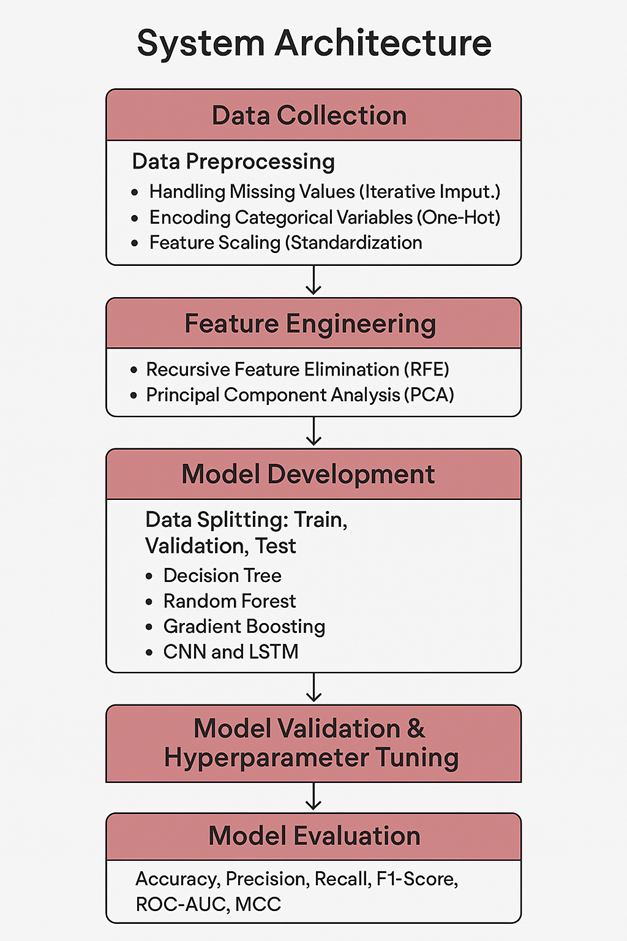 System Architecture
Data Collection
Data Preprocessing
• Handling Missing Values (Iterative Imput.)
• Encoding Categorical Variables (One-Hot)
• Feature Scaling (Standardization
Feature Engineering
• Recursive Feature Elimination (RFE)
• Principal Component Analysis (PCA)
Model Development
Data Splitting: Train,
Validation, Test
• Decision Tree
• Random Forest
• Gradient Boosting
• CNN and LSTM
Model Validation &
Hyperparameter Tuning
Model Evaluation
Accuracy, Precision, Recall, F1-Score,
ROC-AUC, MCC